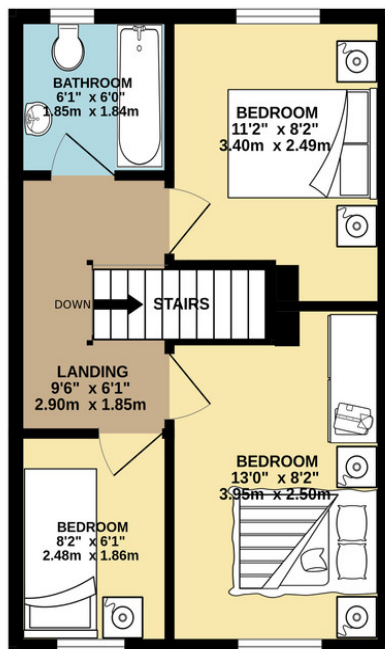 BATHROOM
6'1" x 6'0"
1.85m x 1.84m
BEDROOM
11'2" x 8'2"
3.40m x 2.49m
DOWN
STAIRS
LANDING
9'6" x 6'1"
2.90m x 1.85m
BEDROOM
13'0" x 8'2"
3.95m x 2.50m
BEDROOM
8'2" x 6'1"
2.48m x 1.86m